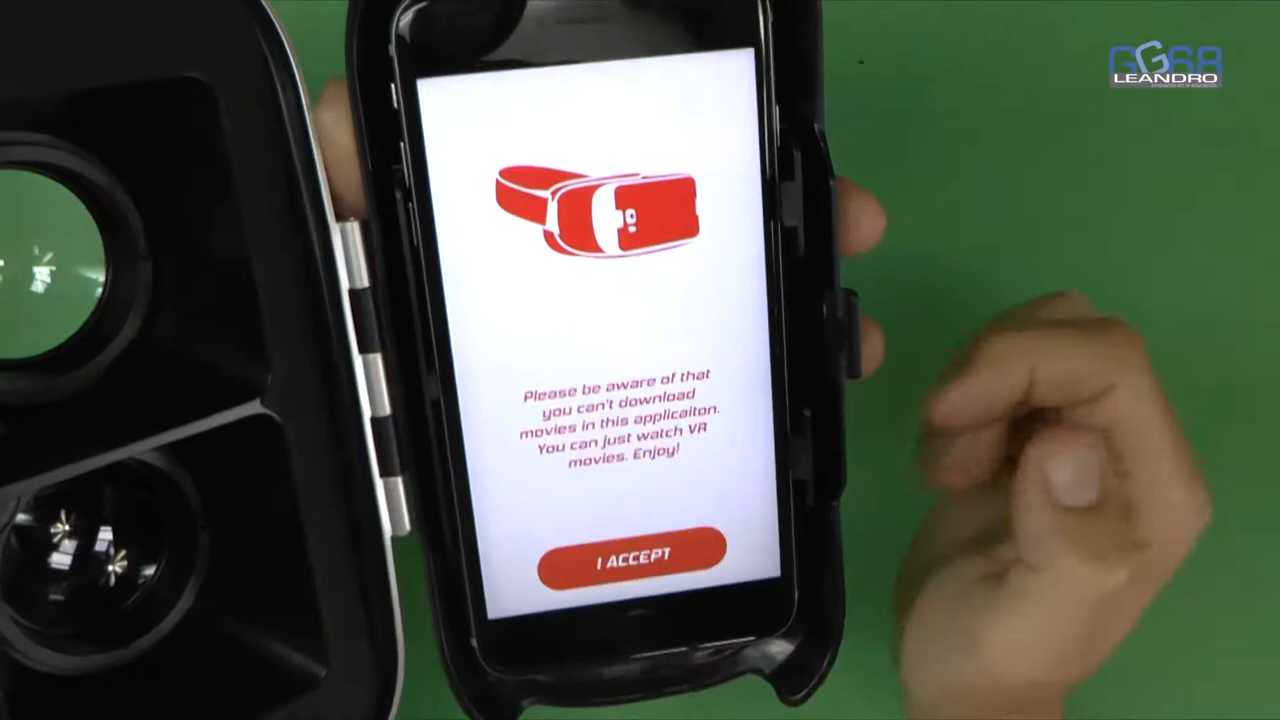 GG68
LEANDRO
Please be aware of that
you can't download
movies in this applicaiton.
You can just watch VR
movies. Enjoy!
I ACCEPT